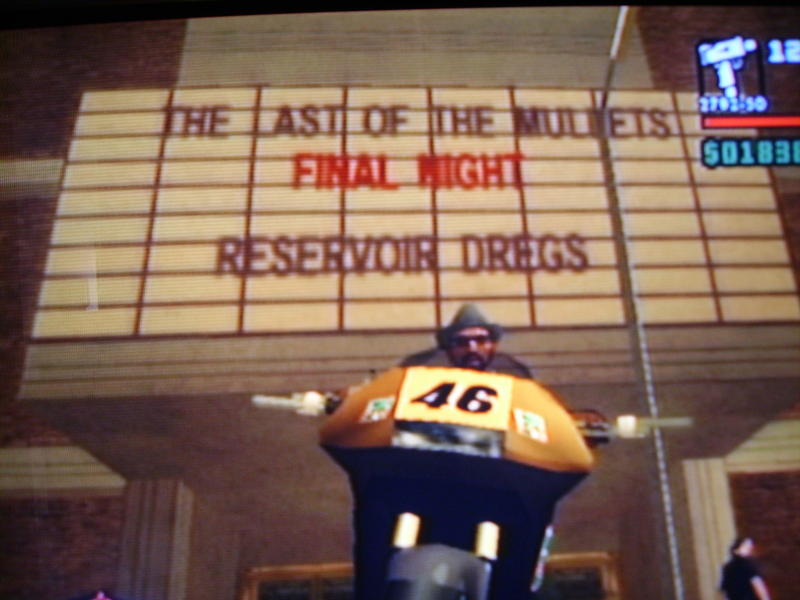 THE LAST OF THE MULLETS
FINAL NIGHT
RESERVOIR DREGS
46